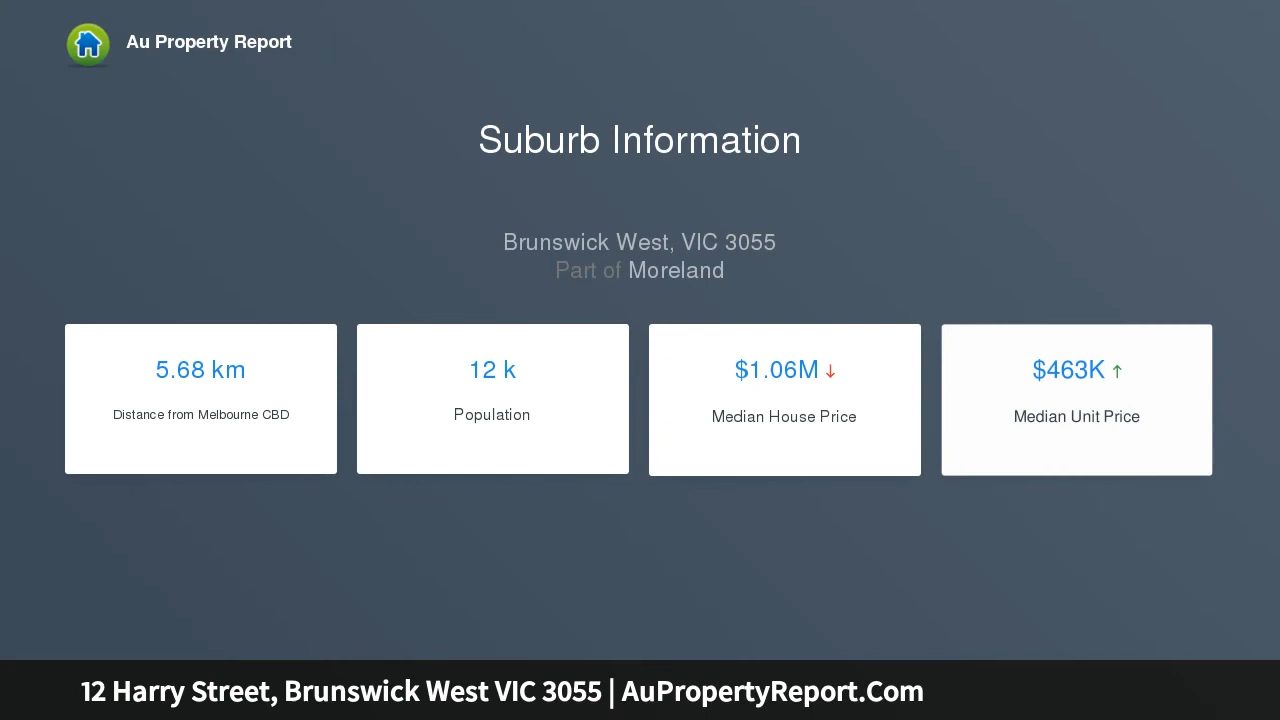 Au Property Report
Suburb Information
Brunswick West, VIC 3055
Part of Moreland
5.68 km
Distance from Melbourne CBD
12 k
Population
$1.06M ↓
Median House Price
$463K ↑
Median Unit Price
12 Harry Street, Brunswick West VIC 3055 | AuPropertyReport.Com